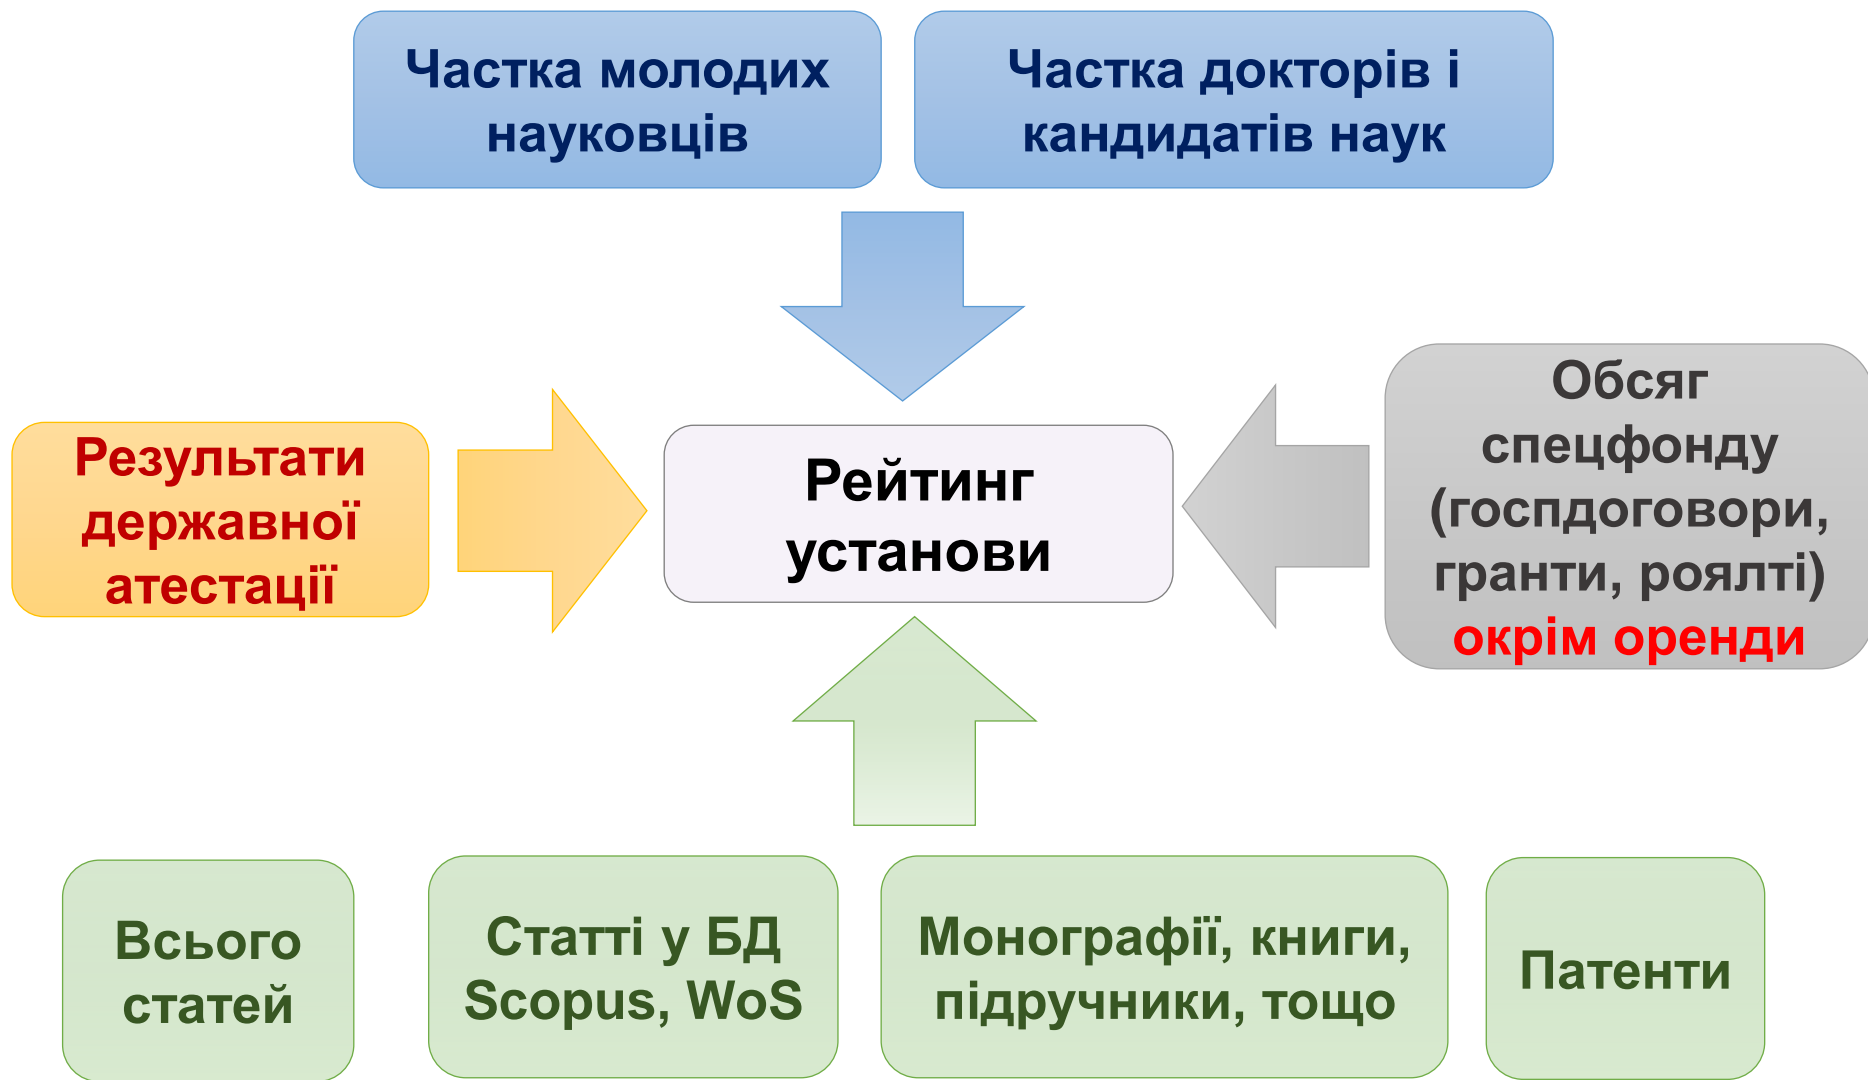 Частка молодих
науковців
Частка докторів і
кандидатів наук
Результати
державної
атестації
Рейтинг
установи
Обсяг
спецфонду
(госпдоговори,
гранти, роялті)
окрім оренди
Всього
статей
Статті у БД
Scopus, WoS
Монографії, книги,
підручники, тощо
Патенти